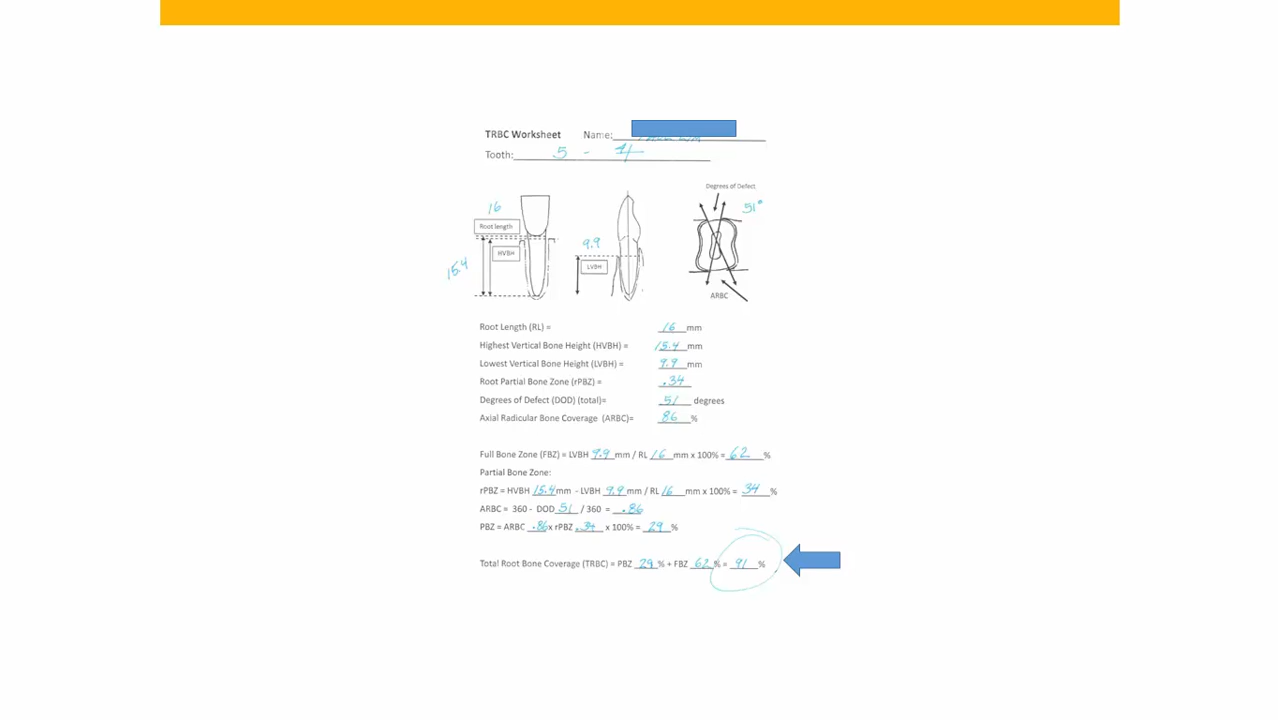 TRBC Worksheet Name:
Tooth: 5 - 4
Degrees of Defect
51°
16
Root length
HVBH
15.4
9.9
LVBH
ARBC
Root Length (RL) = 16 mm
Highest Vertical Bone Height (HVBH) = 15.4 mm
Lowest Vertical Bone Height (LVBH) = 9.9 mm
Root Partial Bone Zone (rPBZ) = .34
Degrees of Defect (DOD) (total)= 51 degrees
Axial Radicular Bone Coverage (ARBC)= 86 %
Full Bone Zone (FBZ) = LVBH 9.9 mm / RL 16 mm x 100% = 62 %
Partial Bone Zone:
rPBZ = HVBH 15.4 mm - LVBH 9.9 mm / RL 16 mm x 100% = 34 %
ARBC = 360 - DOD 51 / 360 = .86
PBZ = ARBC .86 x rPBZ .34 x 100% = 29 %
Total Root Bone Coverage (TRBC) = PBZ 29 % + FBZ 62 % = 91 %